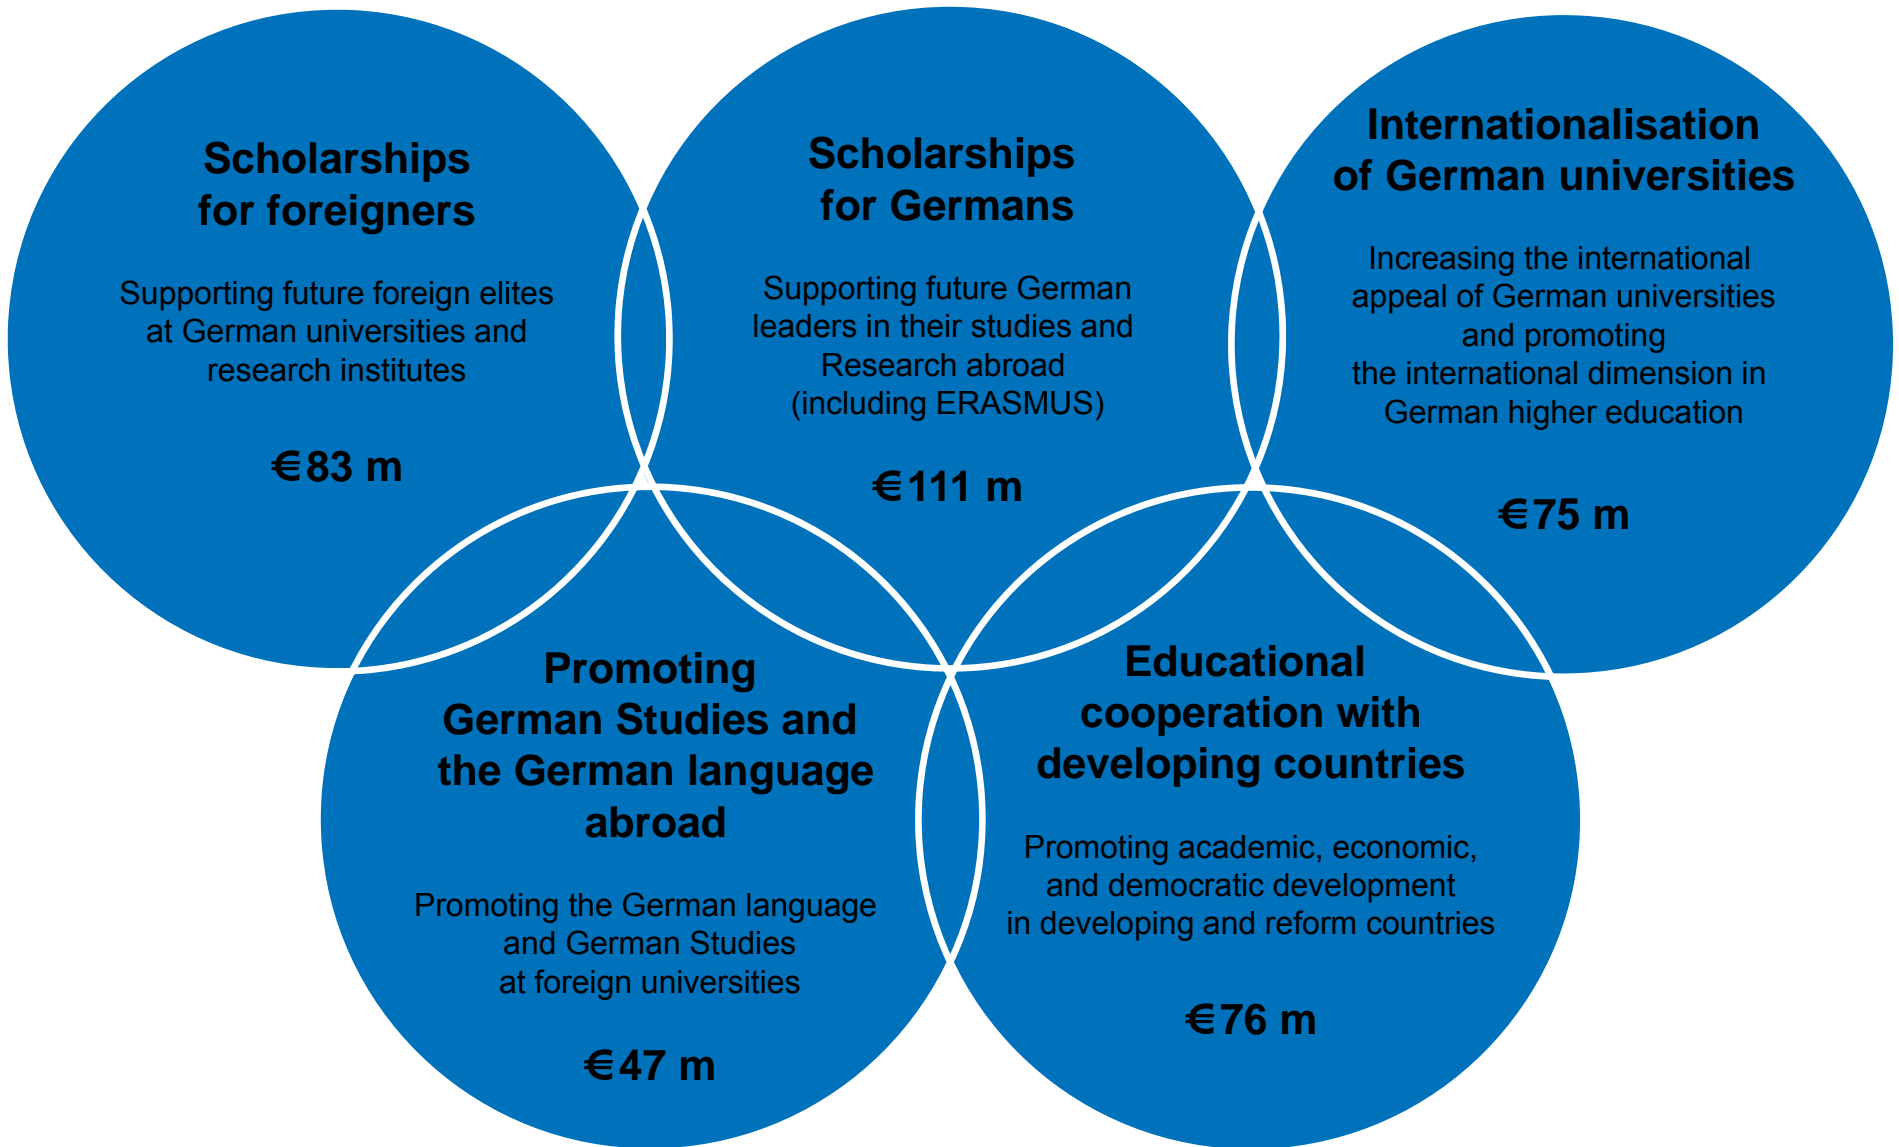 Scholarships
for foreigners
Supporting future foreign elites
at German universities and
research institutes
€83 m
Scholarships
for Germans
Supporting future German
leaders in their studies and
Research abroad
(including ERASMUS)
€111 m
Internationalisation
of German universities
Increasing the international
appeal of German universities
and promoting
the international dimension in
German higher education
€75 m
Promoting
German Studies and
the German language
abroad
Promoting the German language
and German Studies
at foreign universities
€47 m
Educational
cooperation with
developing countries
Promoting academic, economic,
and democratic development
in developing and reform countries
€76 m